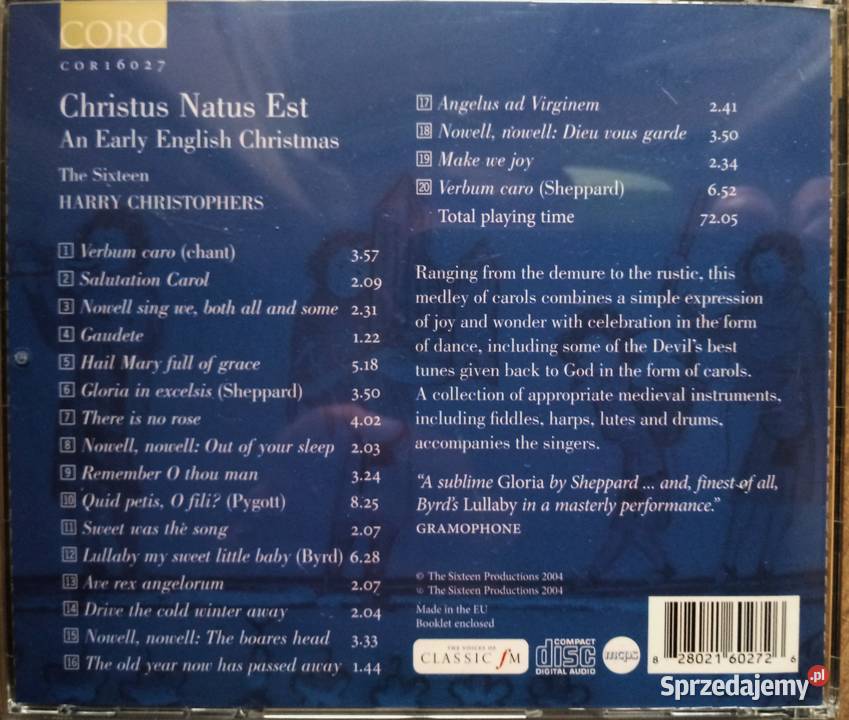 CORO
COR16027
Christus Natus Est
An Early English Christmas
The Sixteen
HARRY CHRISTOPHERS
1 Verbum caro (chant) 3.57
2 Salutation Carol 2.09
3 Nowell sing we, both all and some 2.31
4 Gaudete 1.22
5 Hail Mary full of grace 5.18
6 Gloria in excelsis (Sheppard) 3.50
7 There is no rose 4.02
8 Nowell, nowell: Out of your sleep 2.03
9 Remember O thou man 3.24
10 Quid petis, O fili? (Pygott) 8.25
11 Sweet was the song 2.07
12 Lullaby my sweet little baby (Byrd) 6.28
13 Ave rex angelorum 2.07
14 Drive the cold winter away 2.04
15 Nowell, nowell: The boares head 3.33
16 The old year now has passed away 1.44
17 Angelus ad Virginem 2.41
18 Nowell, nowell: Dieu vous garde 3.50
19 Make we joy 2.34
20 Verbum caro (Sheppard) 6.52
Total playing time 72.05
Ranging from the demure to the rustic, this
medley of carols combines a simple expression
of joy and wonder with celebration in the form
of dance, including some of the Devil's best
tunes given back to God in the form of carols.
A collection of appropriate medieval instruments,
including fiddles, harps, lutes and drums,
accompanies the singers.
"A sublime Gloria by Sheppard ... and, finest of all,
Byrd's Lullaby in a masterly performance."
GRAMOPHONE
℗ The Sixteen Productions 2004
© The Sixteen Productions 2004
Made in the EU
Booklet enclosed
THE VOICES OF
CLASSIC fM
COMPACT
disc
DIGITAL AUDIO
mcps
8 28021 60272 6
Sprzedajemy.pl